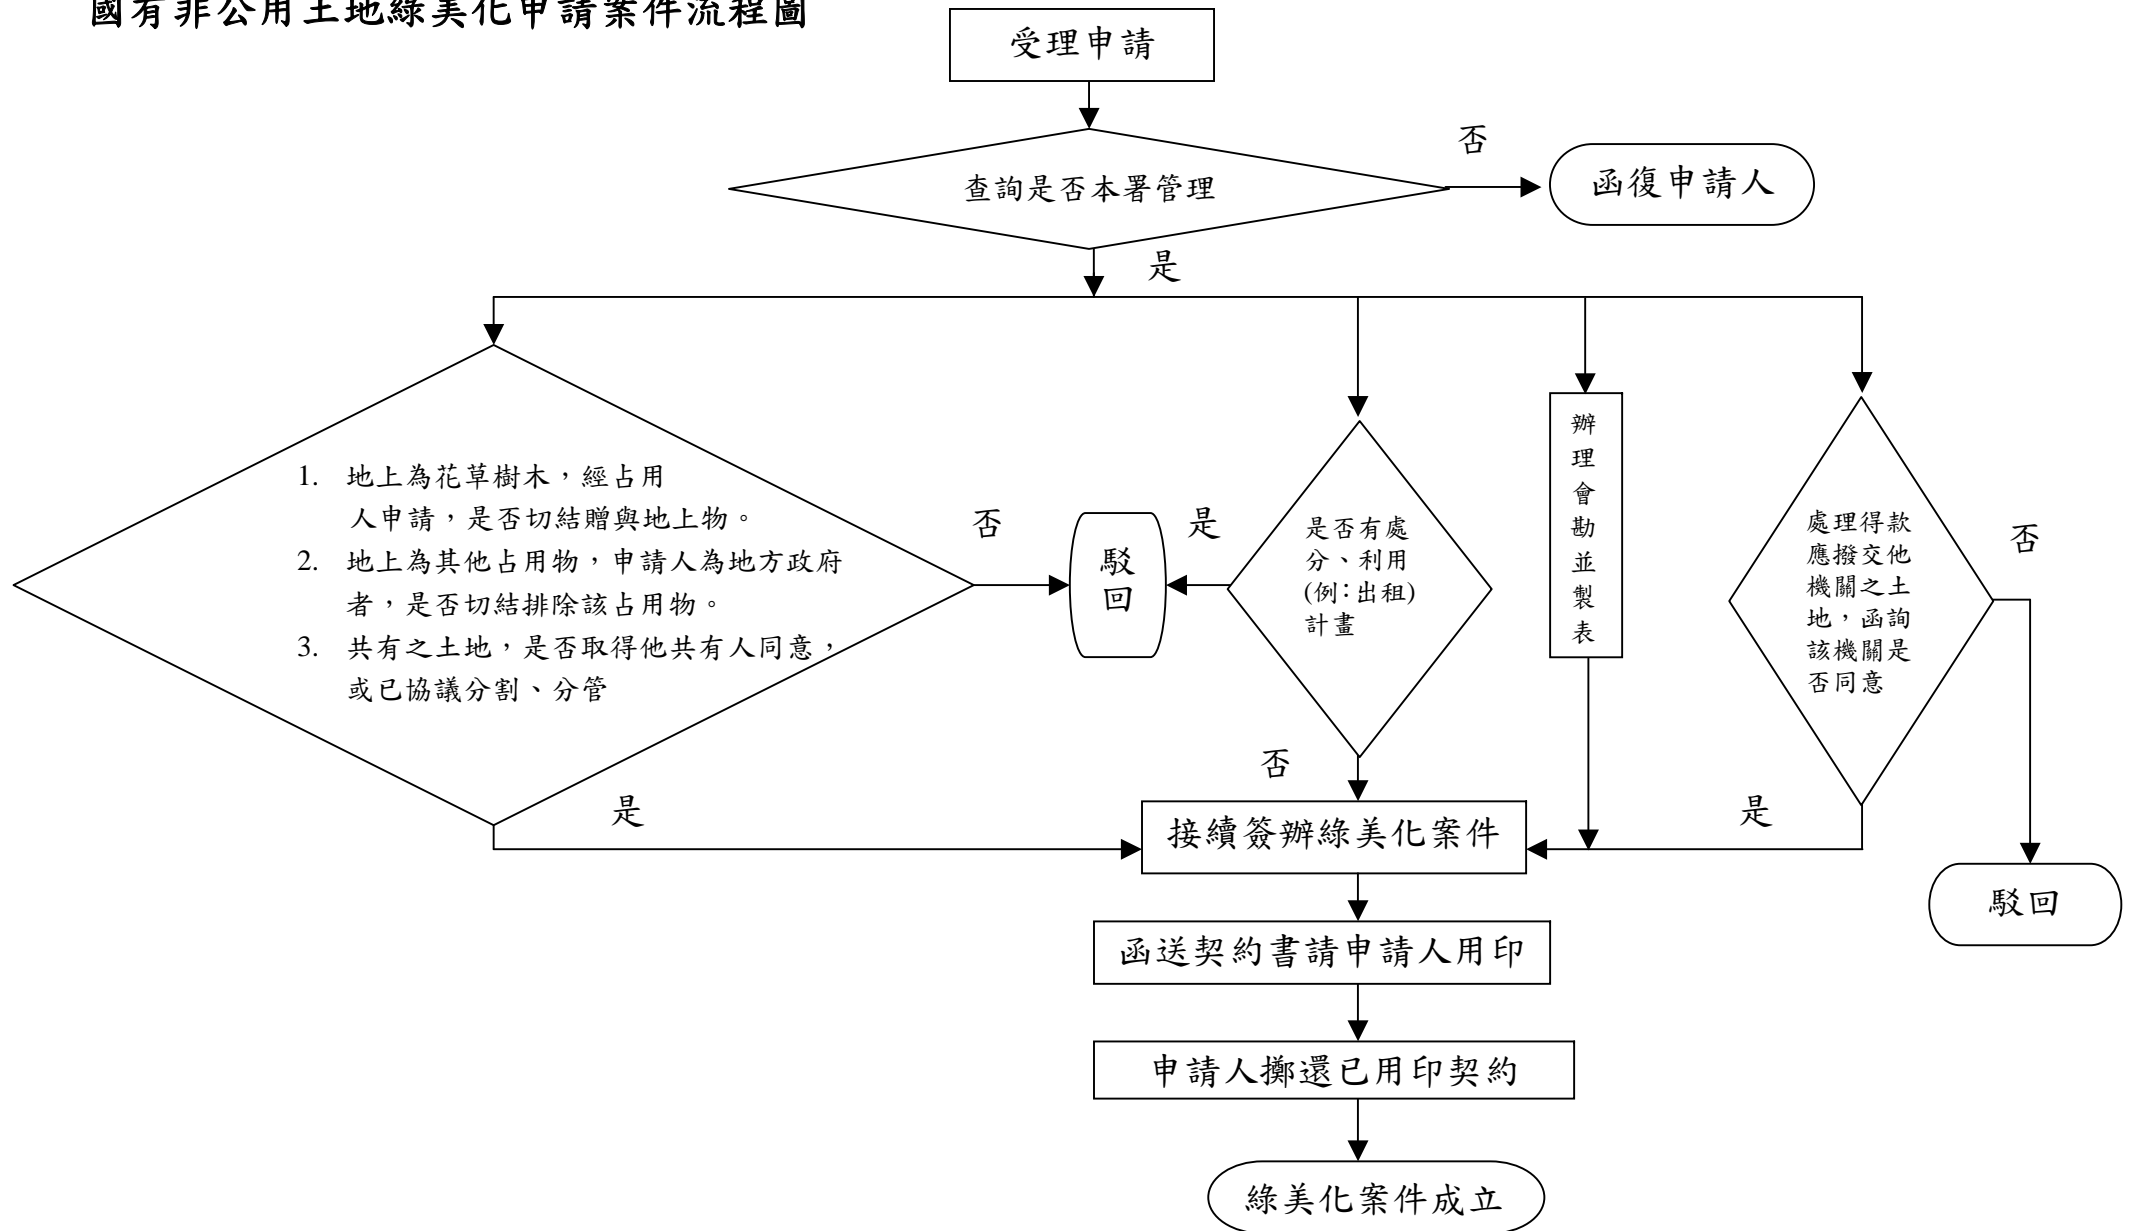 國有非公用土地綠美化申請案件流程圖
受理申請
查詢是否本署管理
否
函復申請人
是
1. 地上為花草樹木，經占用
人申請，是否切結贈與地上物。
2. 地上為其他占用物，申請人為地方政府
者，是否切結排除該占用物。
3. 共有之土地，是否取得他共有人同意，
或已協議分割、分管
否
駁
回
是
是否有處
分、利用
(例：出租)
計畫
辦
理
會
勘
並
製
表
處理得款
應撥交他
機關之土
地，函詢
該機關是
否同意
否
是
否
是
接續簽辦綠美化案件
駁回
函送契約書請申請人用印
申請人擲還已用印契約
綠美化案件成立